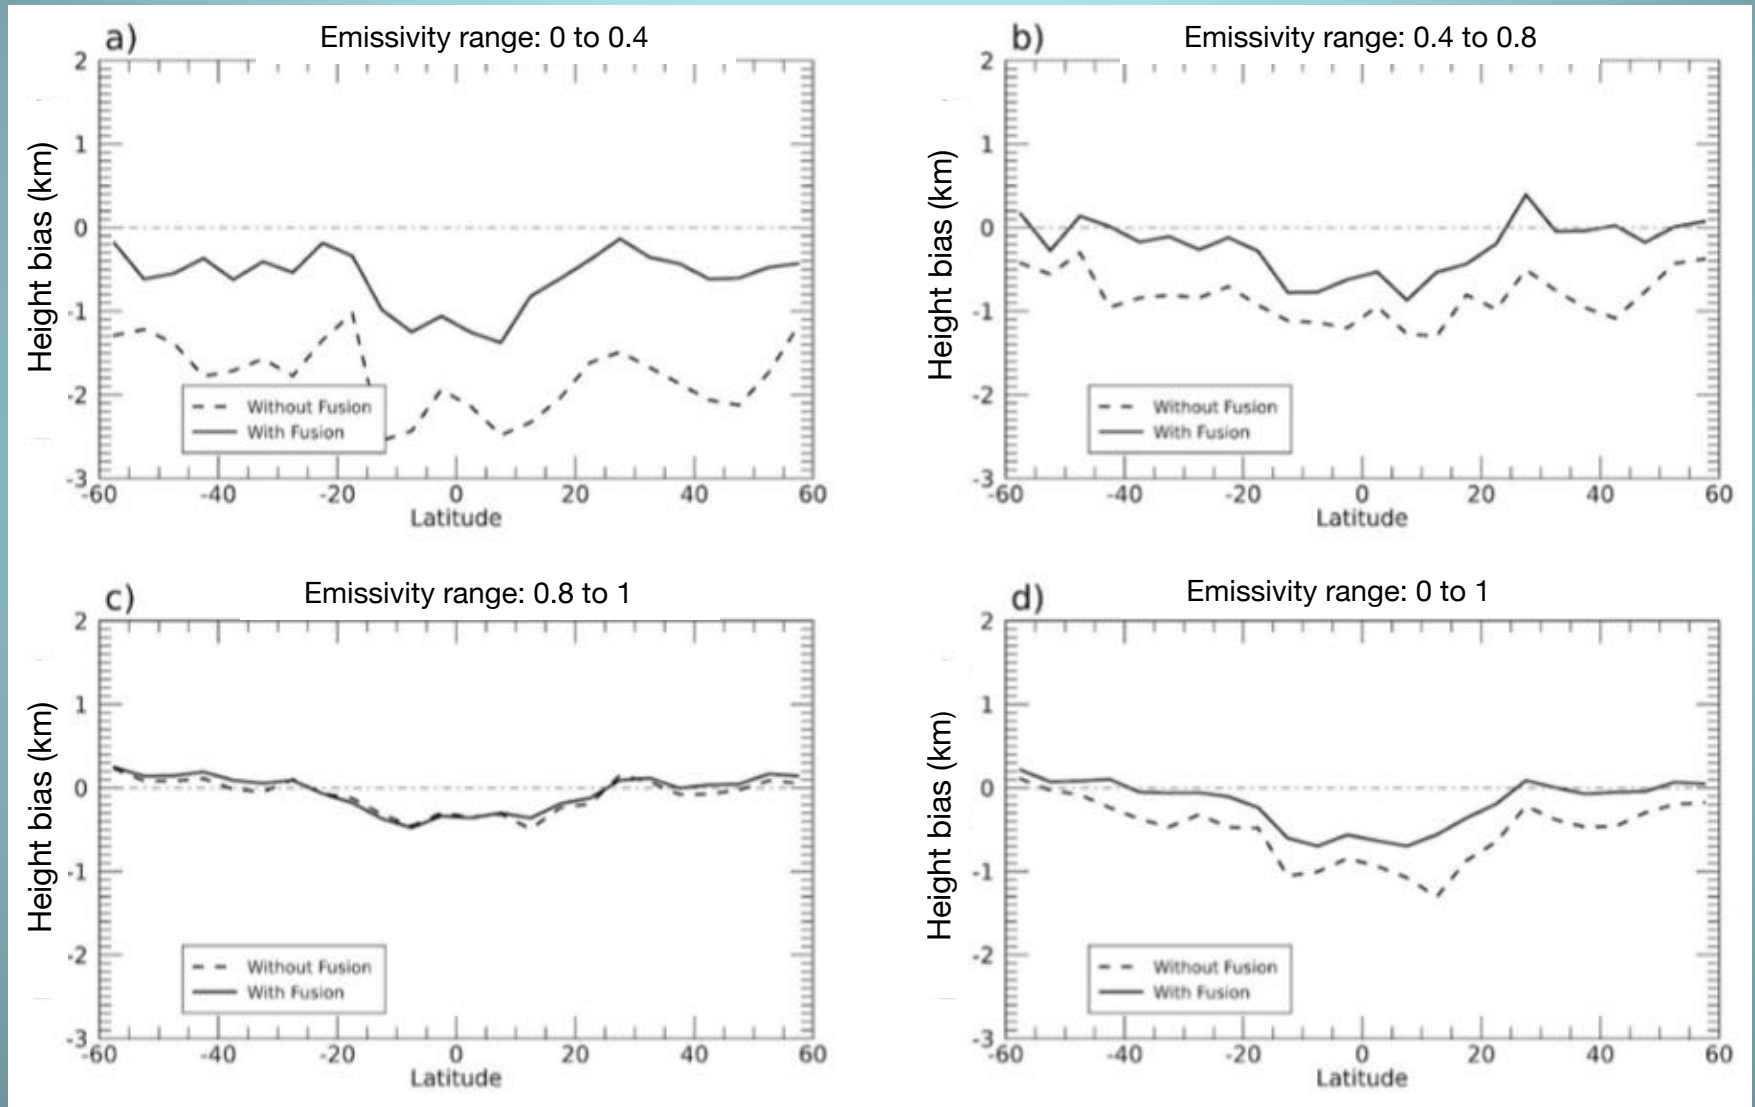 a) Emissivity range: 0 to 0.4
2
1
0
-1
-2
-3
Height bias (km)
Without Fusion
With Fusion
-60 -40 -20 0 20 40 60
Latitude
b) Emissivity range: 0.4 to 0.8
2
1
0
-1
-2
-3
Height bias (km)
Without Fusion
With Fusion
-60 -40 -20 0 20 40 60
Latitude
c) Emissivity range: 0.8 to 1
2
1
0
-1
-2
-3
Height bias (km)
Without Fusion
With Fusion
-60 -40 -20 0 20 40 60
Latitude
d) Emissivity range: 0 to 1
2
1
0
-1
-2
-3
Height bias (km)
Without Fusion
With Fusion
-60 -40 -20 0 20 40 60
Latitude